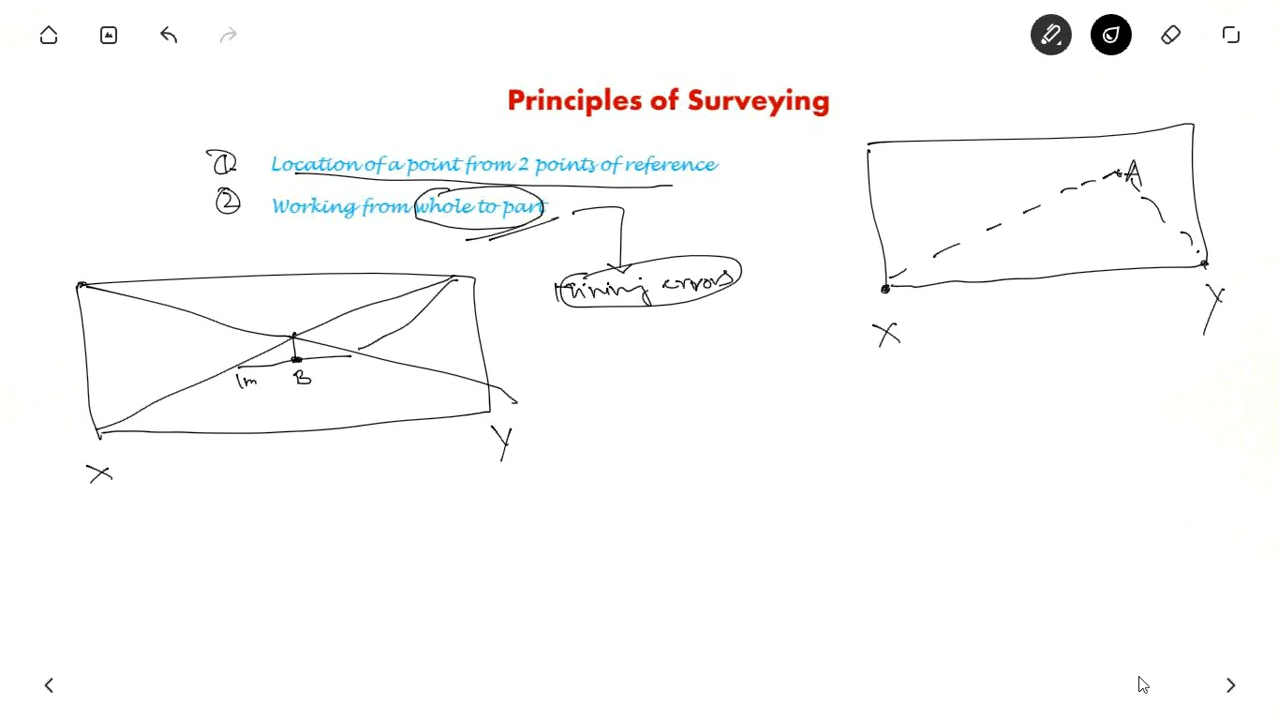 Principles of Surveying
① Location of a point from 2 points of reference
② Working from whole to part
errors
A
X
Y
1m
B
X
Y